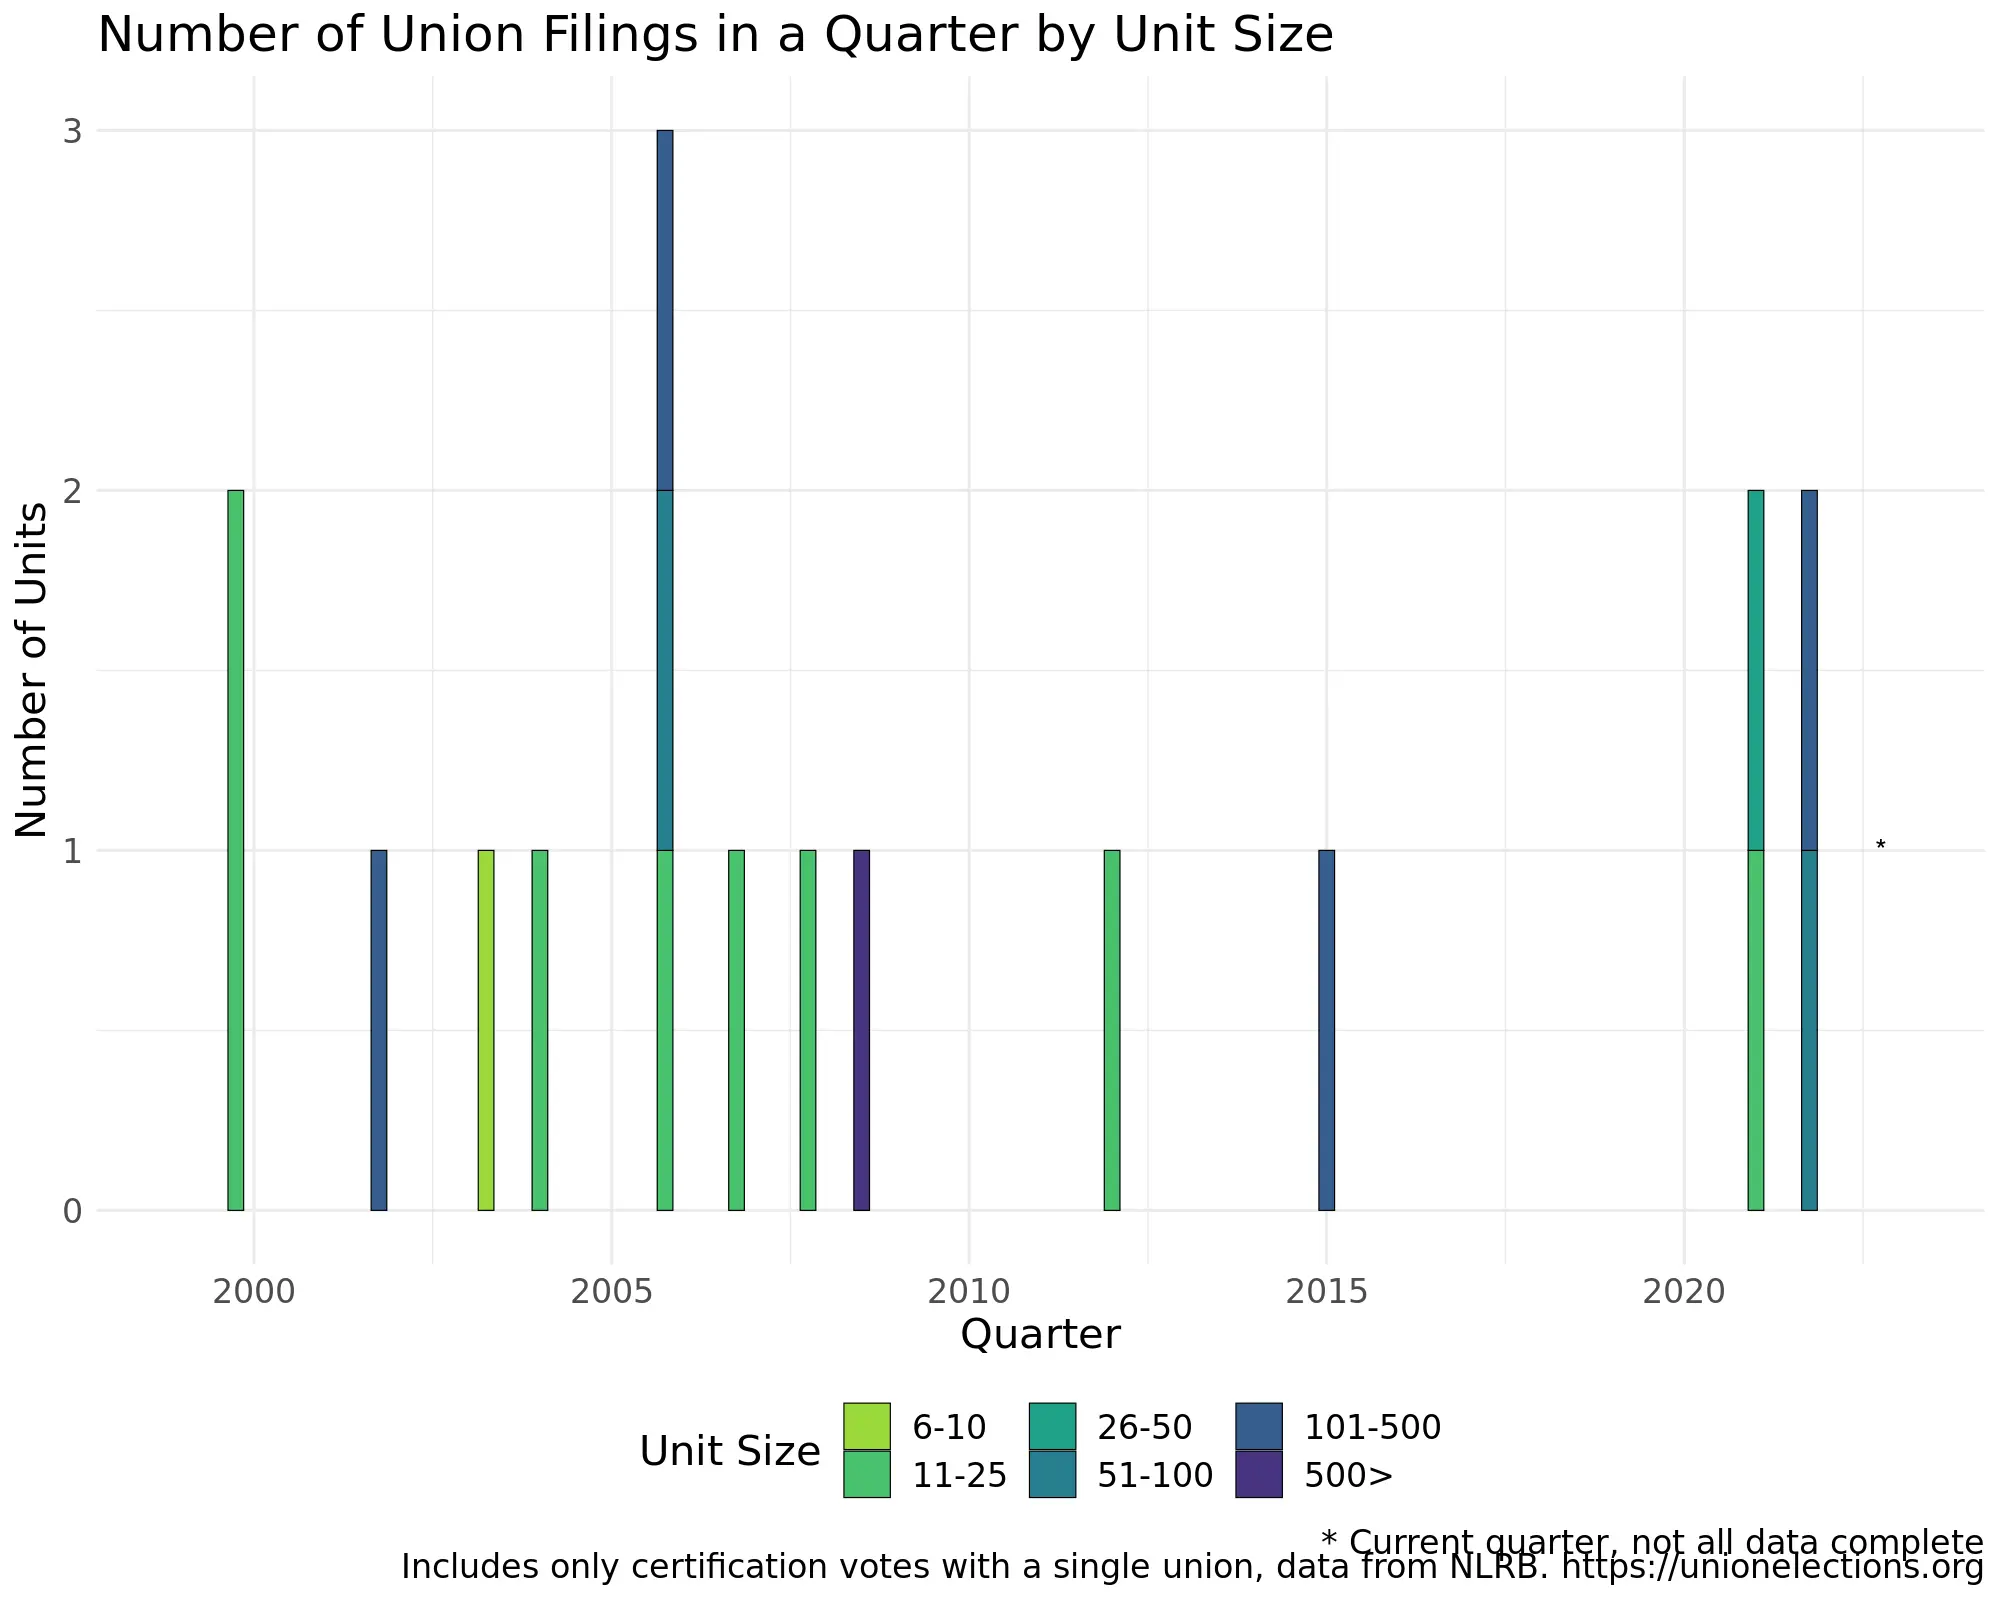 Number of Union Filings in a Quarter by Unit Size
Number of Units
3
2
1
0
*
2000 2005 2010 2015 2020
Quarter
Unit Size
6-10 26-50 101-500
11-25 51-100 500>
* Current quarter, not all data complete
Includes only certification votes with a single union, data from NLRB. https://unionelections.org